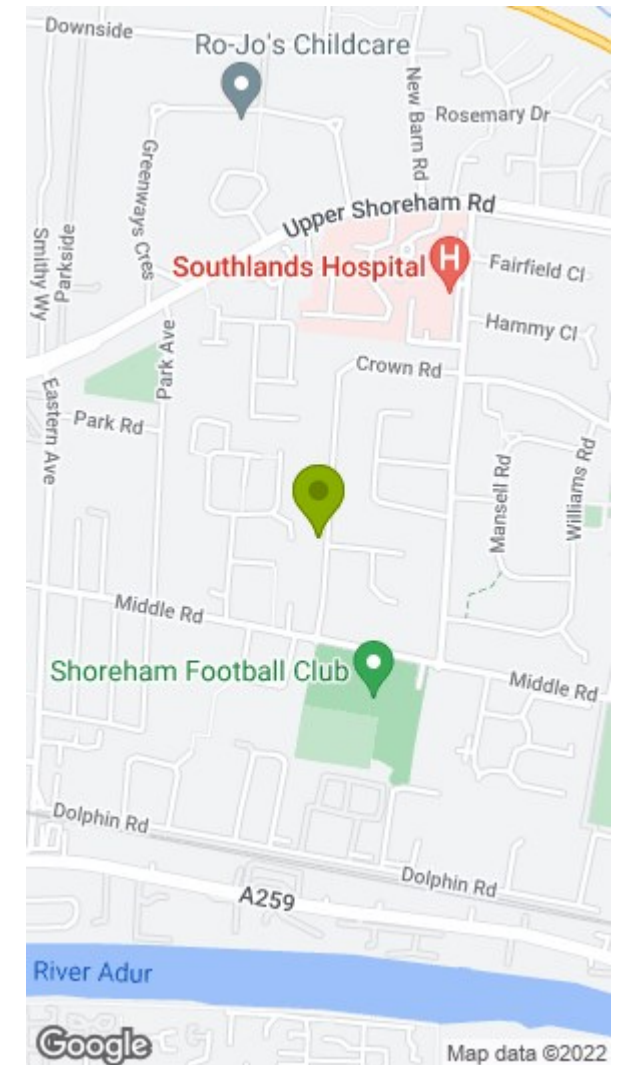 Downside
Ro-Jo's Childcare
New Barn Rd
Rosemary Dr
Greenways Cres
Upper Shoreham Rd
Smithy Wy
Parkside
Southlands Hospital
H
Fairfield Cl
Hammy Cl
Crown Rd
Park Ave
Eastern Ave
Park Rd
Mansell Rd
Williams Rd
Middle Rd
Shoreham Football Club
Middle Rd
Dolphin Rd
Dolphin Rd
A259
River Adur
Google
Map data ©2022